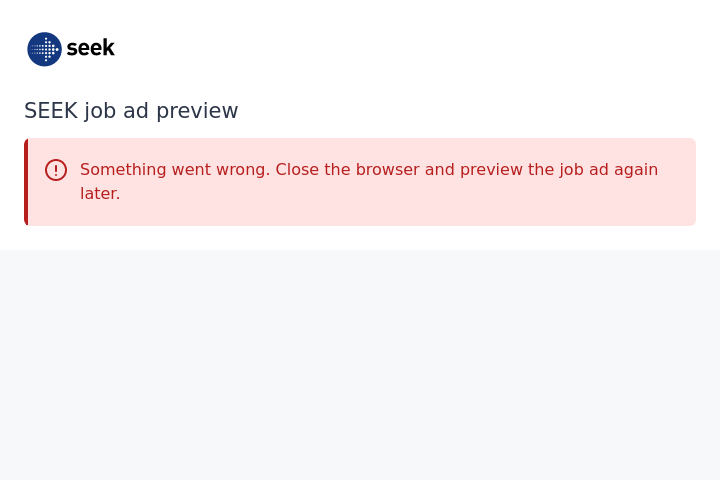 seek
SEEK job ad preview
Something went wrong. Close the browser and preview the job ad again
later.